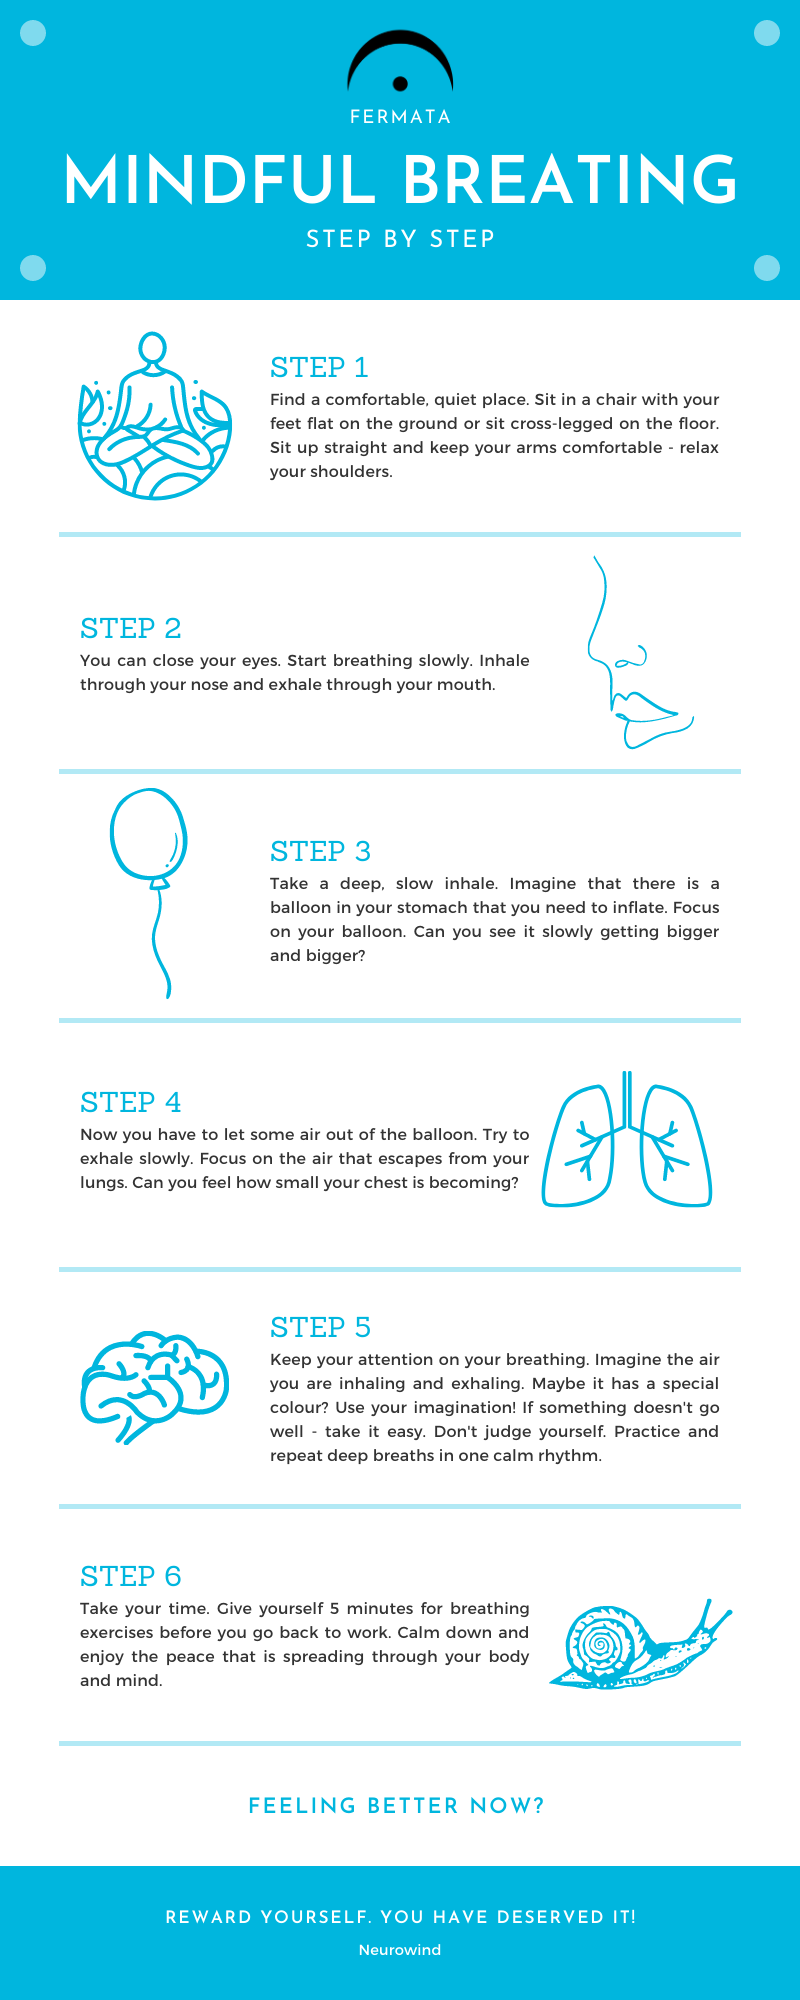 FERMATA
MINDFUL BREATING
STEP BY STEP
STEP 1
Find a comfortable, quiet place. Sit in a chair with your
feet flat on the ground or sit cross-legged on the floor.
Sit up straight and keep your arms comfortable - relax
your shoulders.
STEP 2
You can close your eyes. Start breathing slowly. Inhale
through your nose and exhale through your mouth.
STEP 3
Take a deep, slow inhale. Imagine that there is a
balloon in your stomach that you need to inflate. Focus
on your balloon. Can you see it slowly getting bigger
and bigger?
STEP 4
Now you have to let some air out of the balloon. Try to
exhale slowly. Focus on the air that escapes from your
lungs. Can you feel how small your chest is becoming?
STEP 5
Keep your attention on your breathing. Imagine the air
you are inhaling and exhaling. Maybe it has a special
colour? Use your imagination! If something doesn't go
well - take it easy. Don't judge yourself. Practice and
repeat deep breaths in one calm rhythm.
STEP 6
Take your time. Give yourself 5 minutes for breathing
exercises before you go back to work. Calm down and
enjoy the peace that is spreading through your body
and mind.
FEELING BETTER NOW?
REWARD YOURSELF. YOU HAVE DESERVED IT!
Neurowind